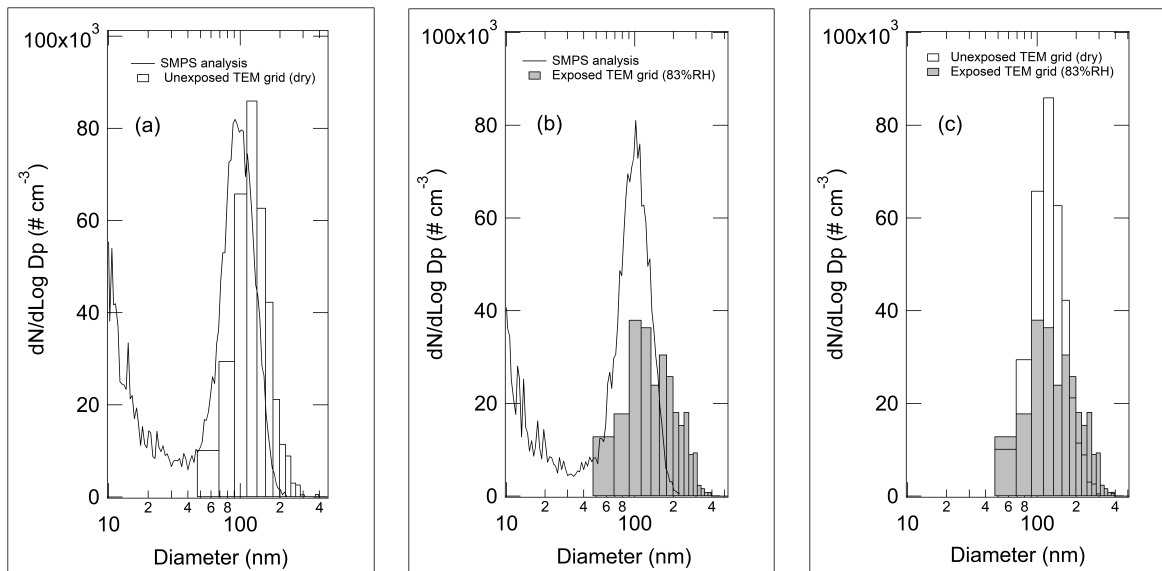 100x10³
SMPS analysis
Unexposed TEM grid (dry)
(a)
80
60
40
20
0
dN/dLog Dp (# cm⁻³)
2 4 6 8 2 4
10 100
Diameter (nm)
100x10³
SMPS analysis
Exposed TEM grid (83%RH)
(b)
80
60
40
20
0
dN/dLog Dp (# cm⁻³)
2 4 6 8 2 4
10 100
Diameter (nm)
100x10³
Unexposed TEM grid (dry)
Exposed TEM grid (83%RH)
(c)
80
60
40
20
0
dN/dLog Dp (# cm⁻³)
2 4 6 8 2 4
10 100
Diameter (nm)